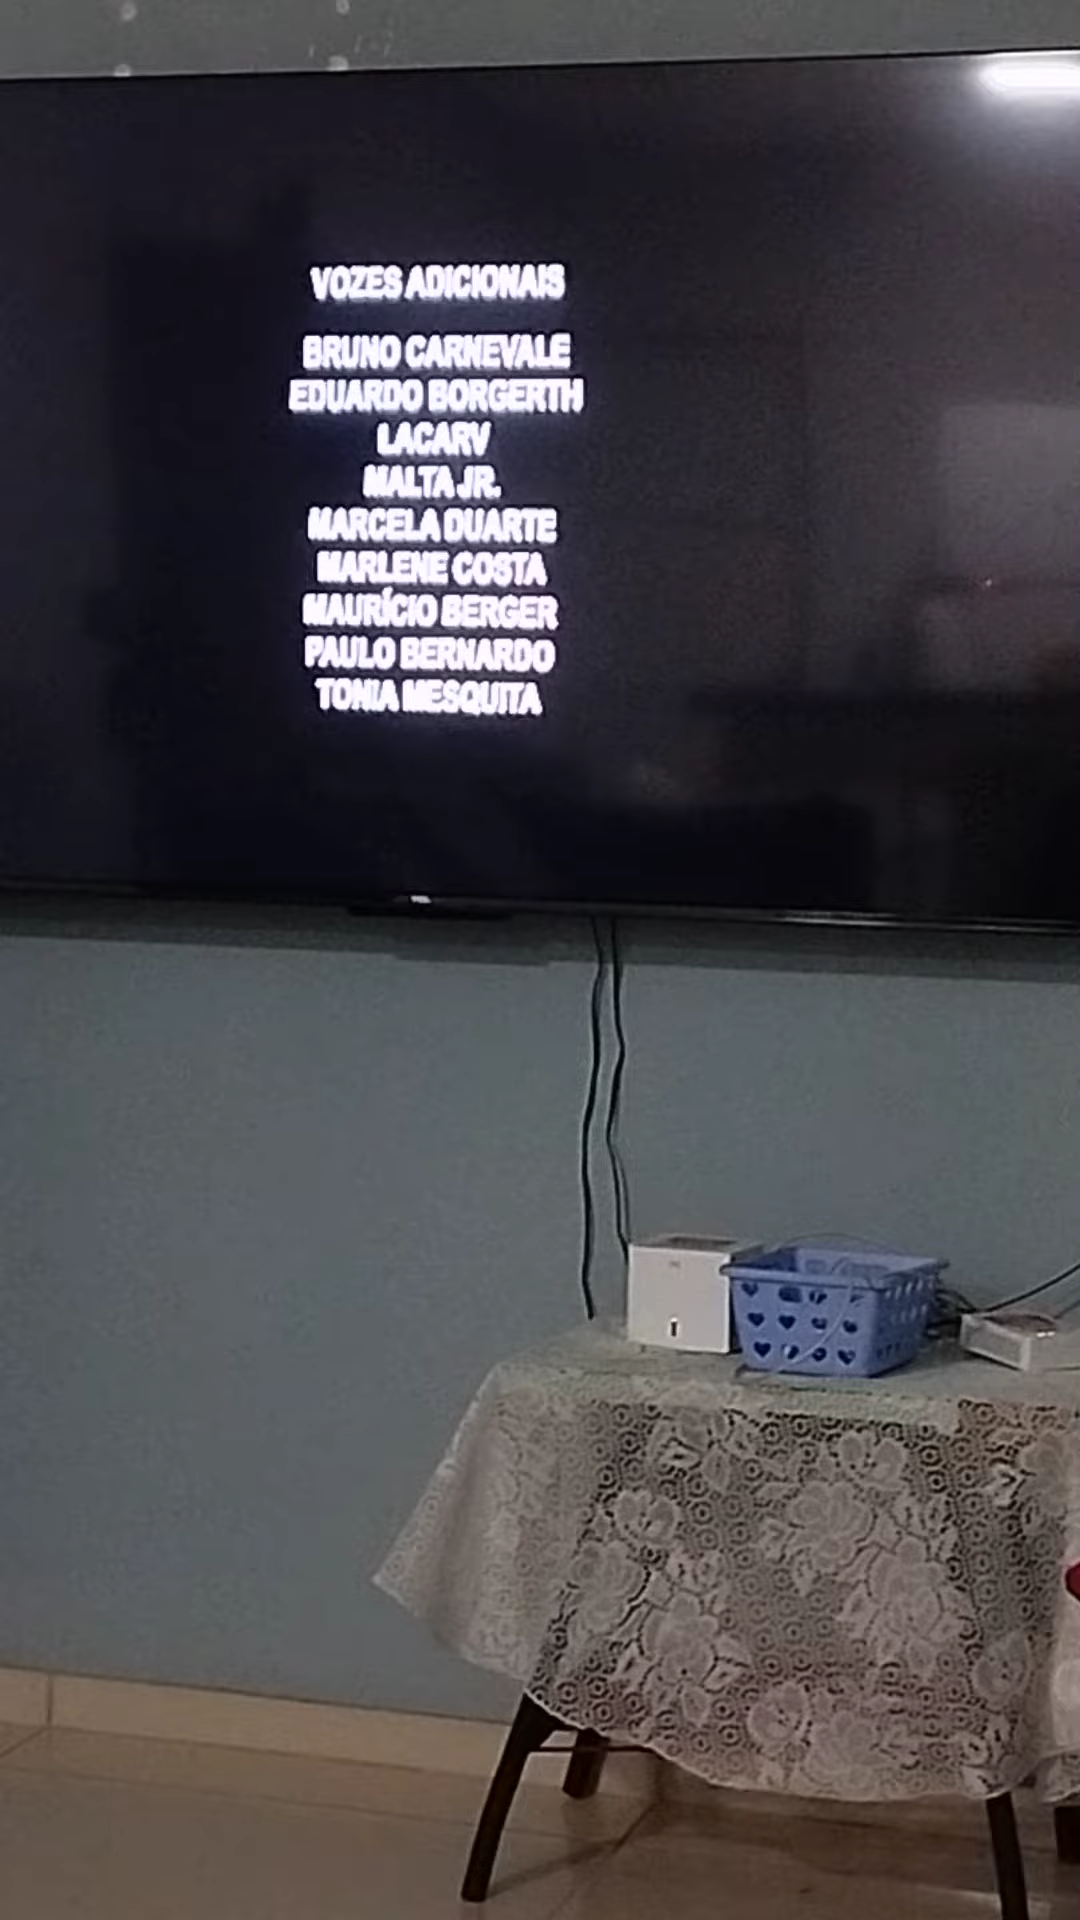 VOZES ADICIONAIS
BRUNO CARNEVALE
EDUARDO BORGERTH
LACARV
MALTA JR.
MARCELA DUARTE
MARLENE COSTA
MAURÍCIO BERGER
PAULO BERNARDO
TONIA MESQUITA